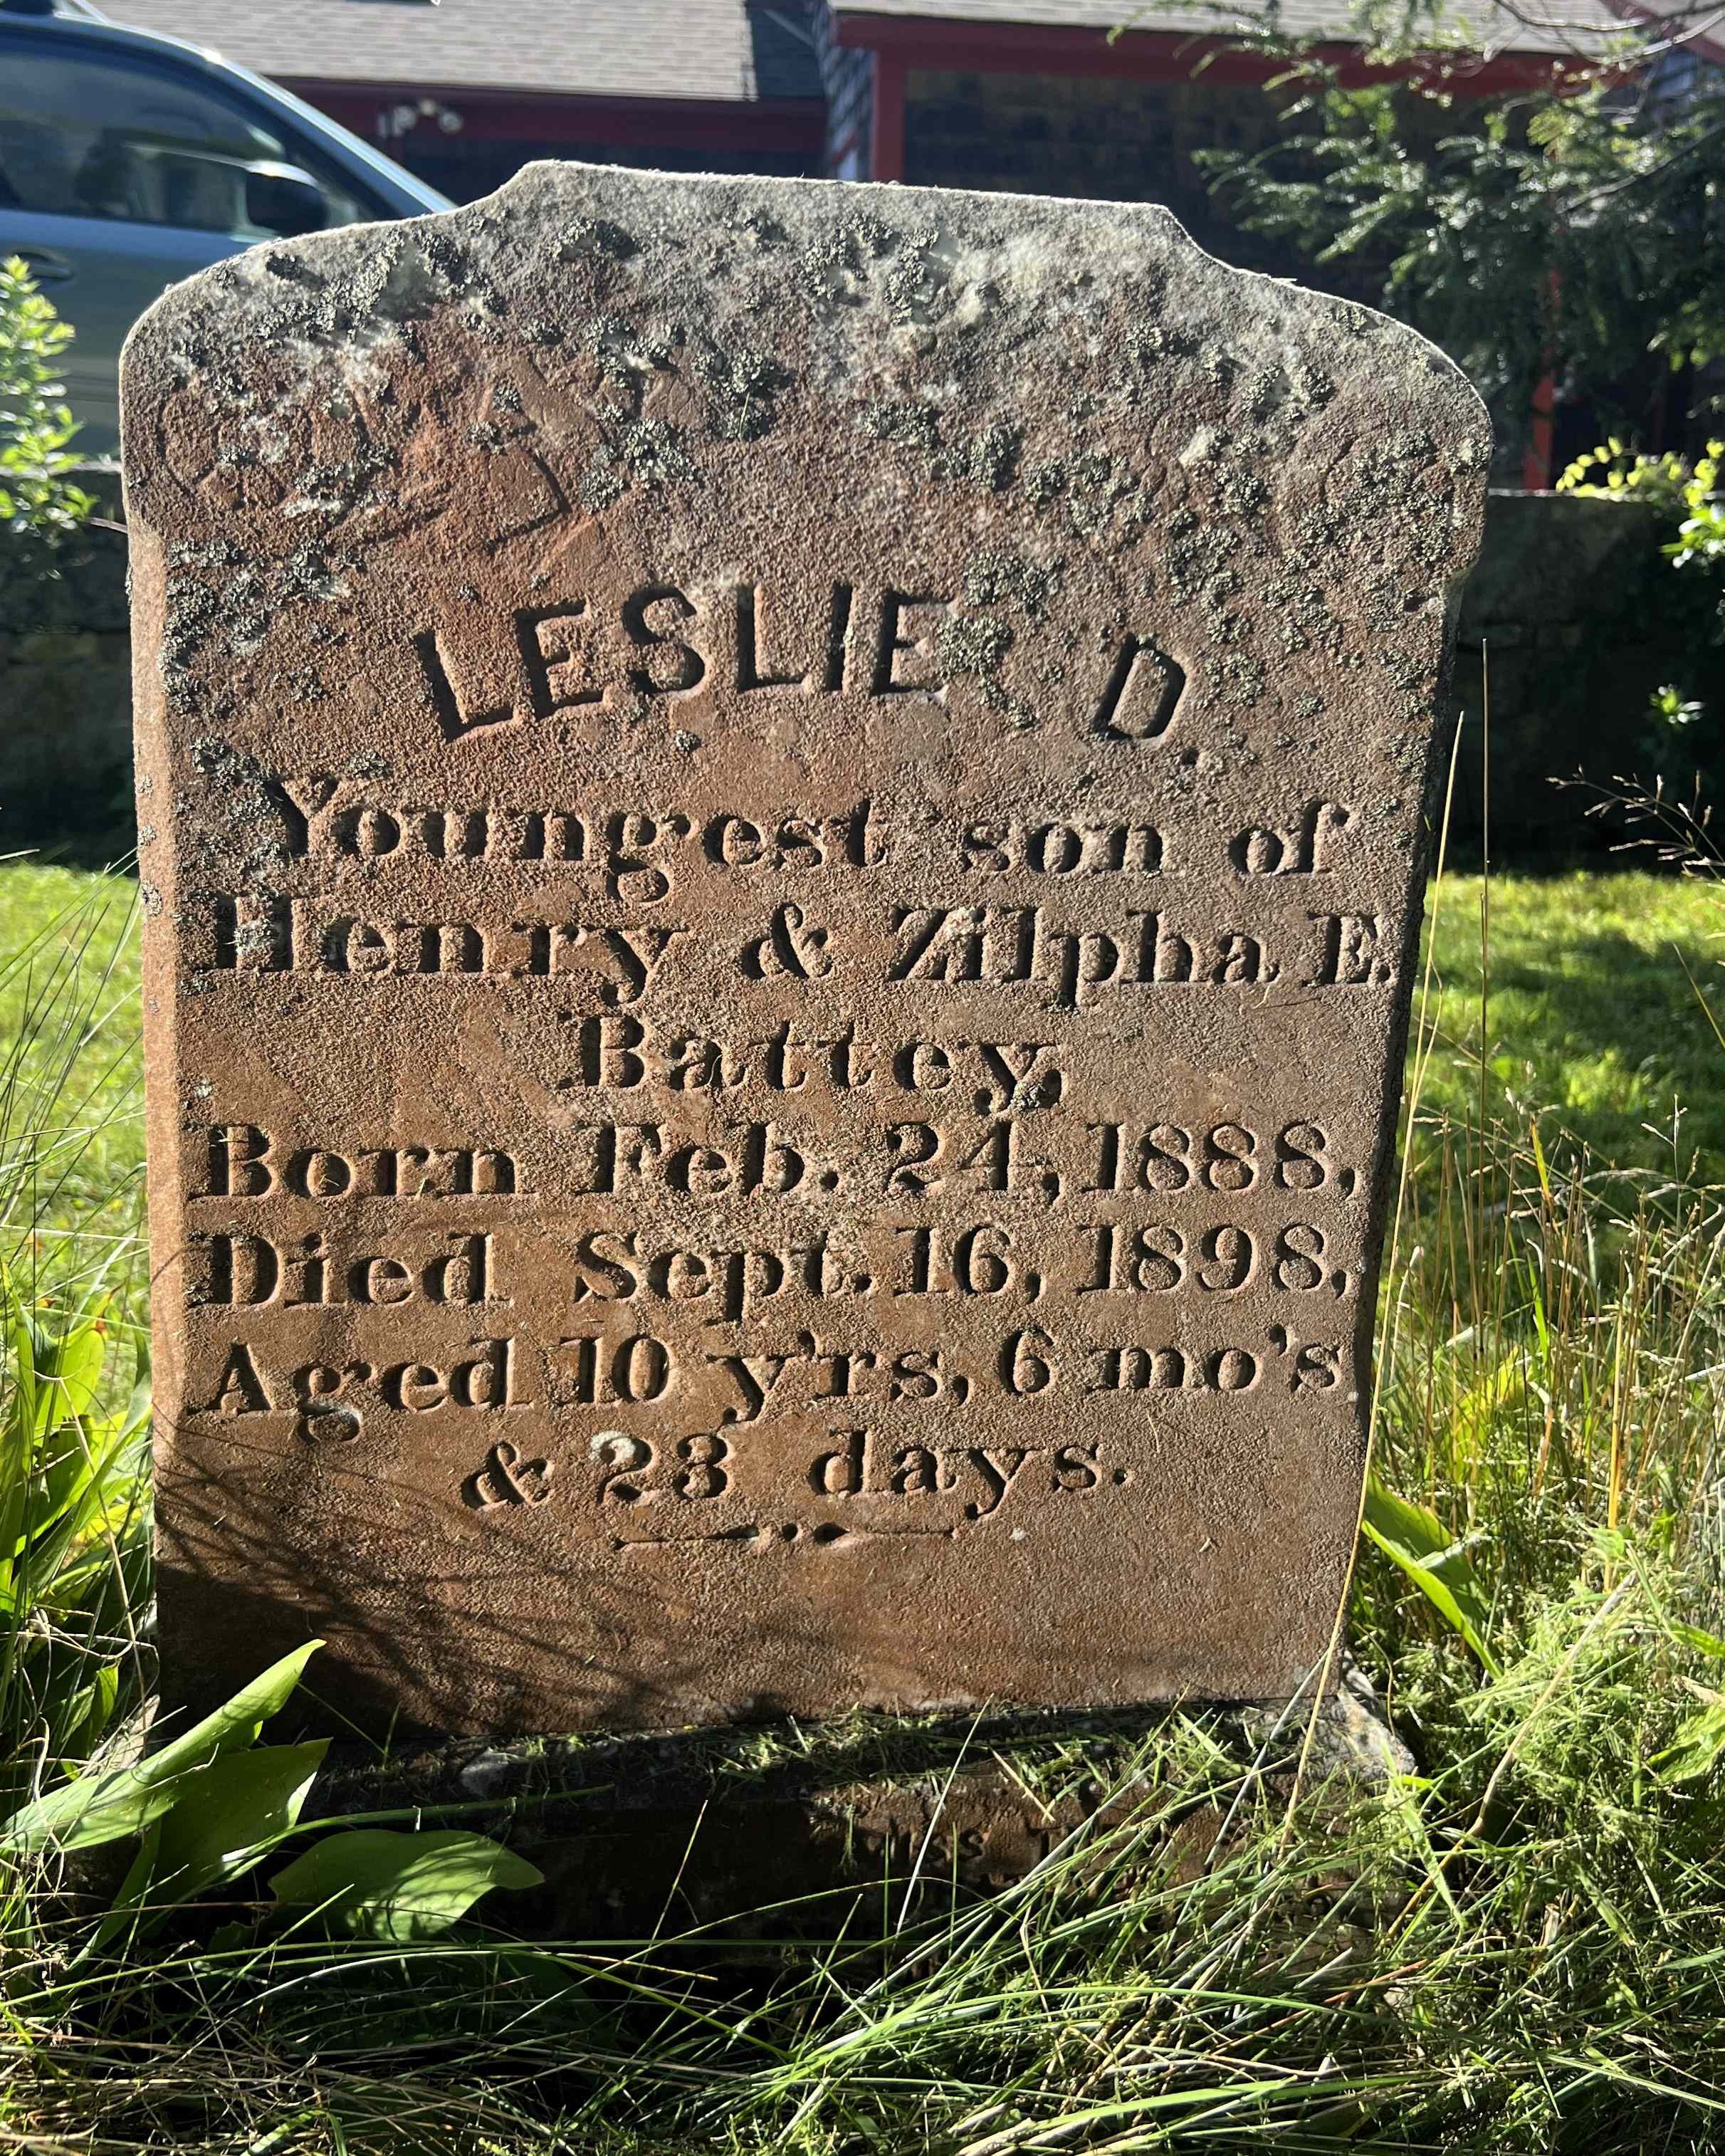 LESLIE D.
Youngest son of
Henry & Zilpha E.
Battey,
Born Feb. 24, 1888,
Died Sept. 16, 1898,
Aged 10 y'rs, 6 mo's
& 23 days.